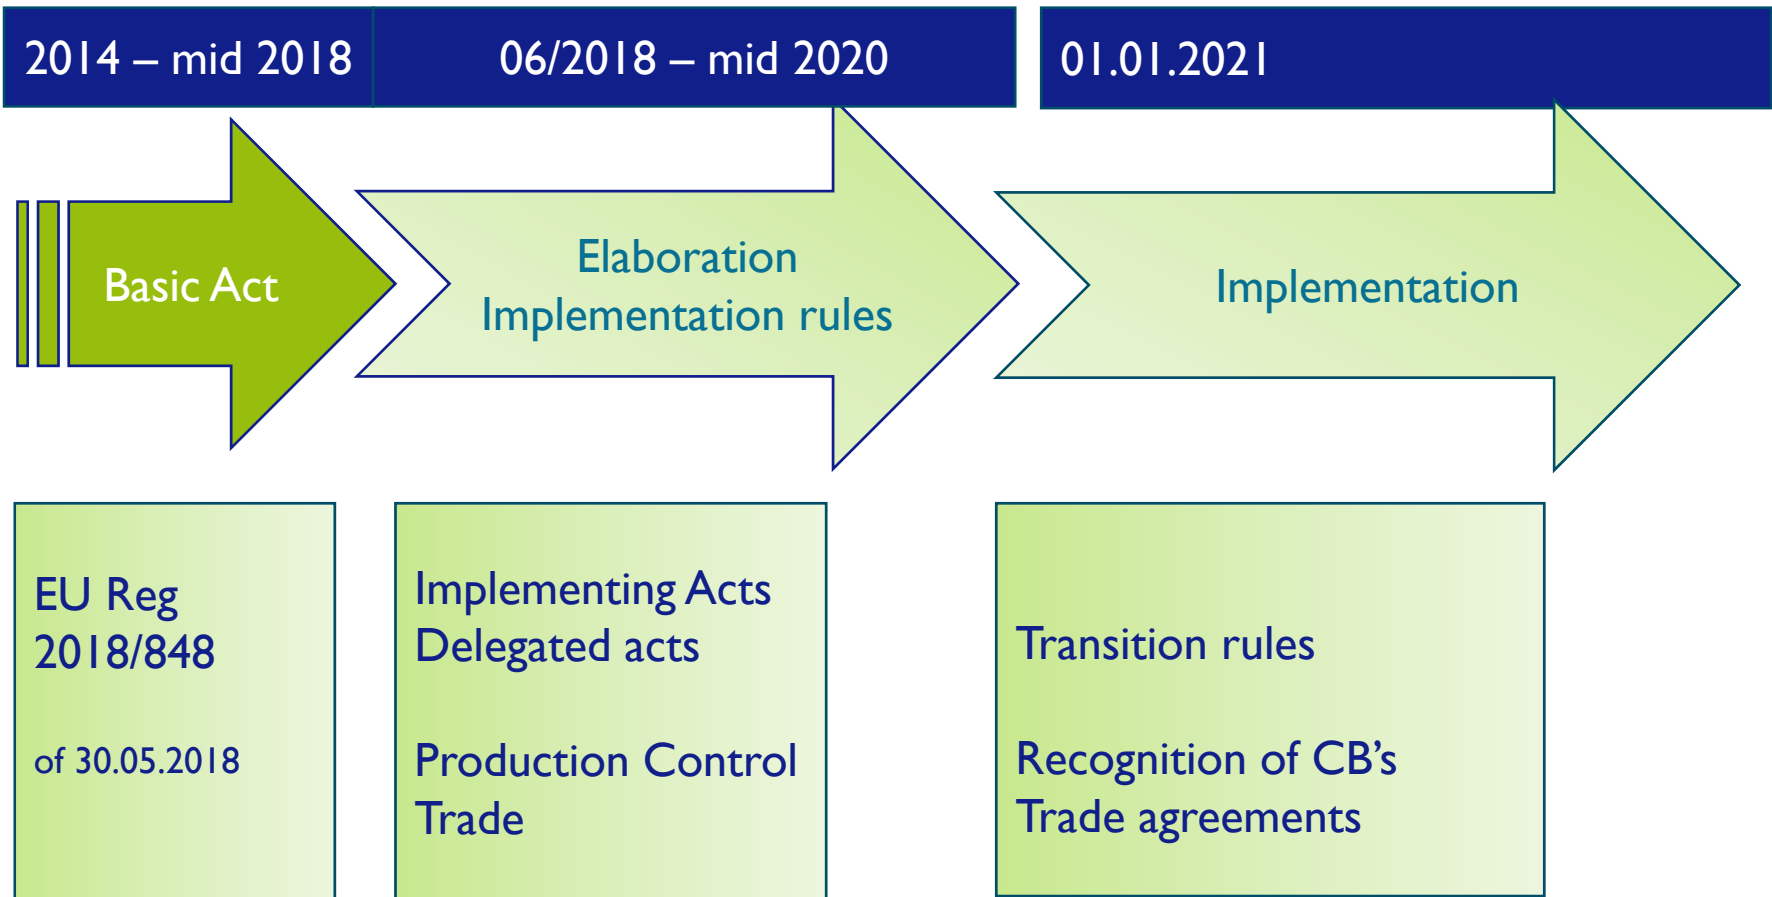 2014 – mid 2018
06/2018 – mid 2020
01.01.2021
Basic Act
Elaboration
Implementation rules
Implementation
EU Reg
2018/848
of 30.05.2018
Implementing Acts
Delegated acts
Production Control
Trade
Transition rules
Recognition of CB’s
Trade agreements